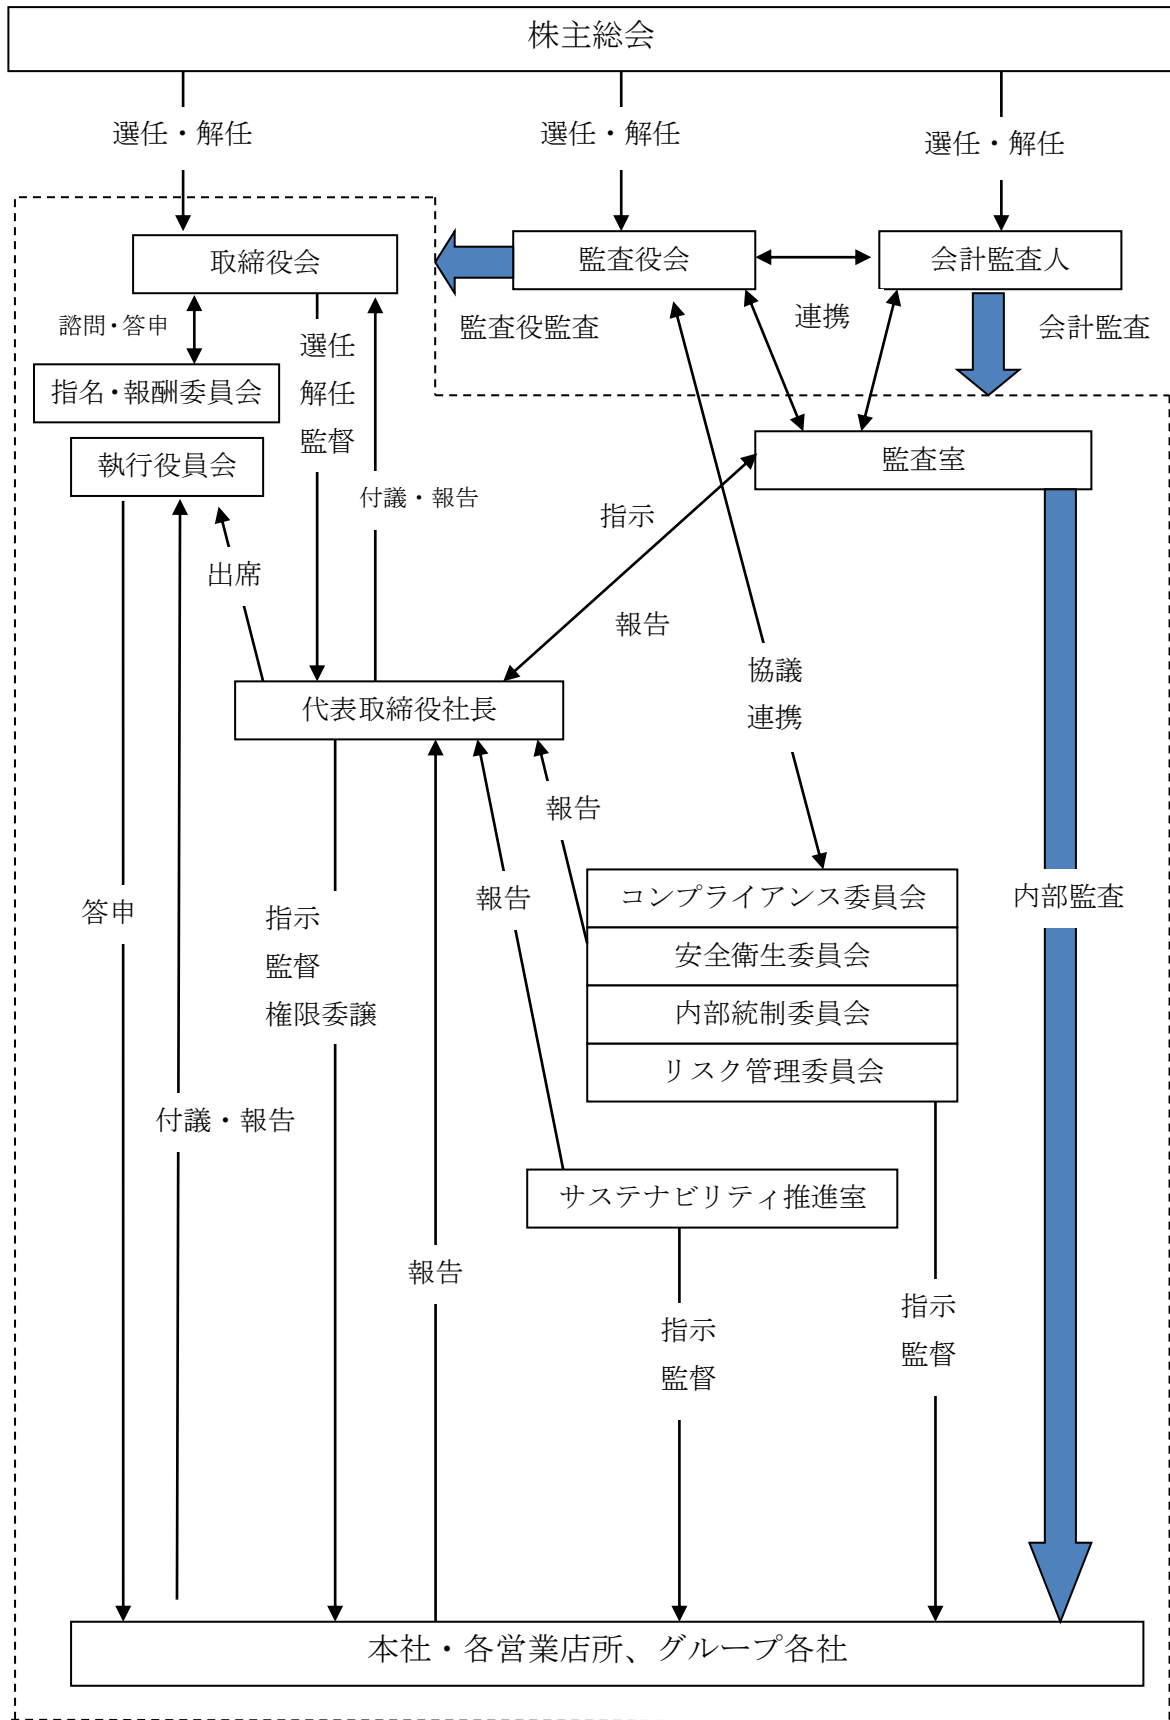 株主総会
選任・解任
選任・解任
選任・解任
取締役会
監査役会
会計監査人
諮問・答申
選任
解任
監督
監査役監査
連携
会計監査
指名・報酬委員会
執行役員会
付議・報告
監査室
指示
出席
報告
協議
連携
代表取締役社長
報告
報告
コンプライアンス委員会
安全衛生委員会
内部統制委員会
リスク管理委員会
内部監査
答申
指示
監督
権限委譲
付議・報告
サステナビリティ推進室
報告
指示
監督
指示
監督
本社・各営業店所、グループ各社